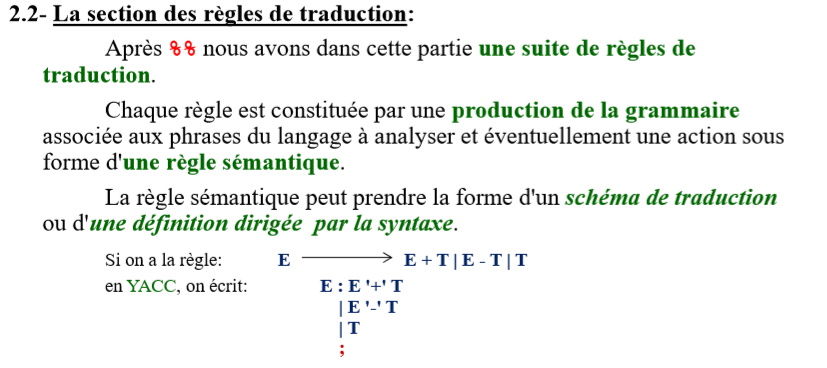 2.2- La section des règles de traduction:
Après %% nous avons dans cette partie une suite de règles de
traduction.
Chaque règle est constituée par une production de la grammaire
associée aux phrases du langage à analyser et éventuellement une action sous
forme d'une règle sémantique.
La règle sémantique peut prendre la forme d'un schéma de traduction
ou d'une définition dirigée par la syntaxe.
Si on a la règle: E ⟶ E + T | E - T | T
en YACC, on écrit: E : E '+' T
| E '-' T
| T
;